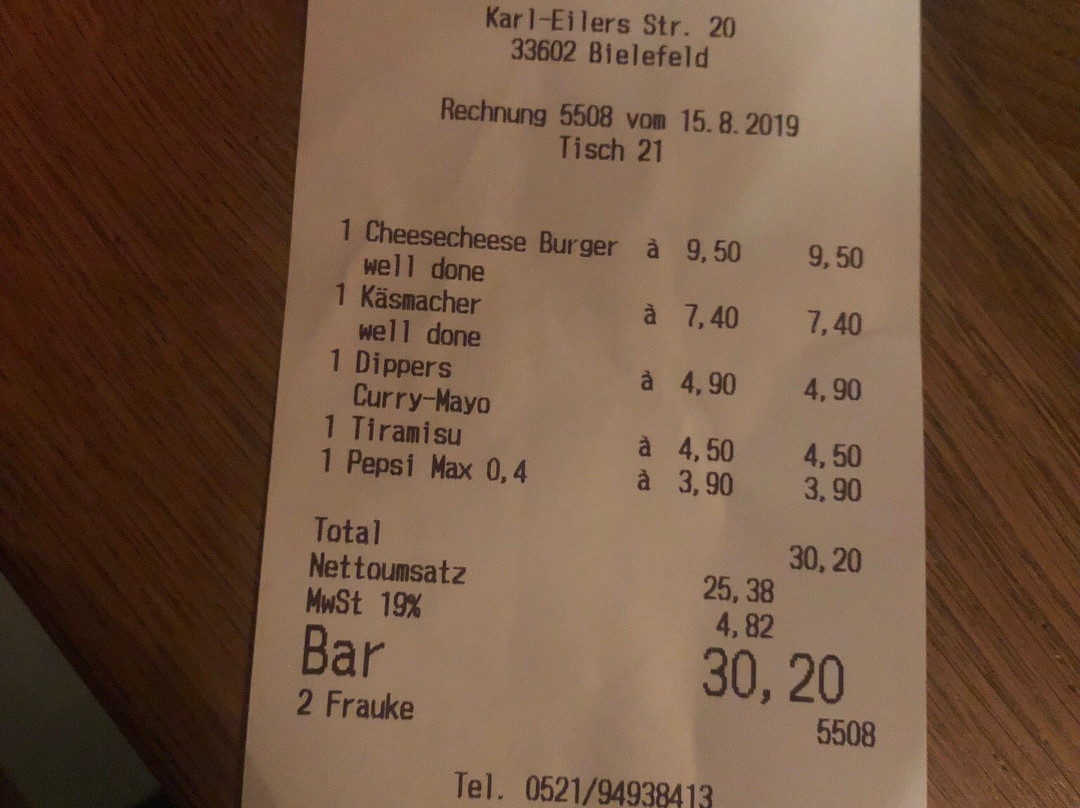 Karl-Eilers Str. 20
33602 Bielefeld
Rechnung 5508 vom 15.8.2019
Tisch 21
1 Cheesecheese Burger à 9,50 9,50
well done
1 Käsmacher à 7,40 7,40
well done
1 Dippers à 4,90 4,90
Curry-Mayo
1 Tiramisu à 4,50 4,50
1 Pepsi Max 0,4 à 3,90 3,90
Total 30,20
Nettoumsatz 25,38
MwSt 19% 4,82
Bar 30,20
2 Frauke 5508
Tel. 0521/94938413